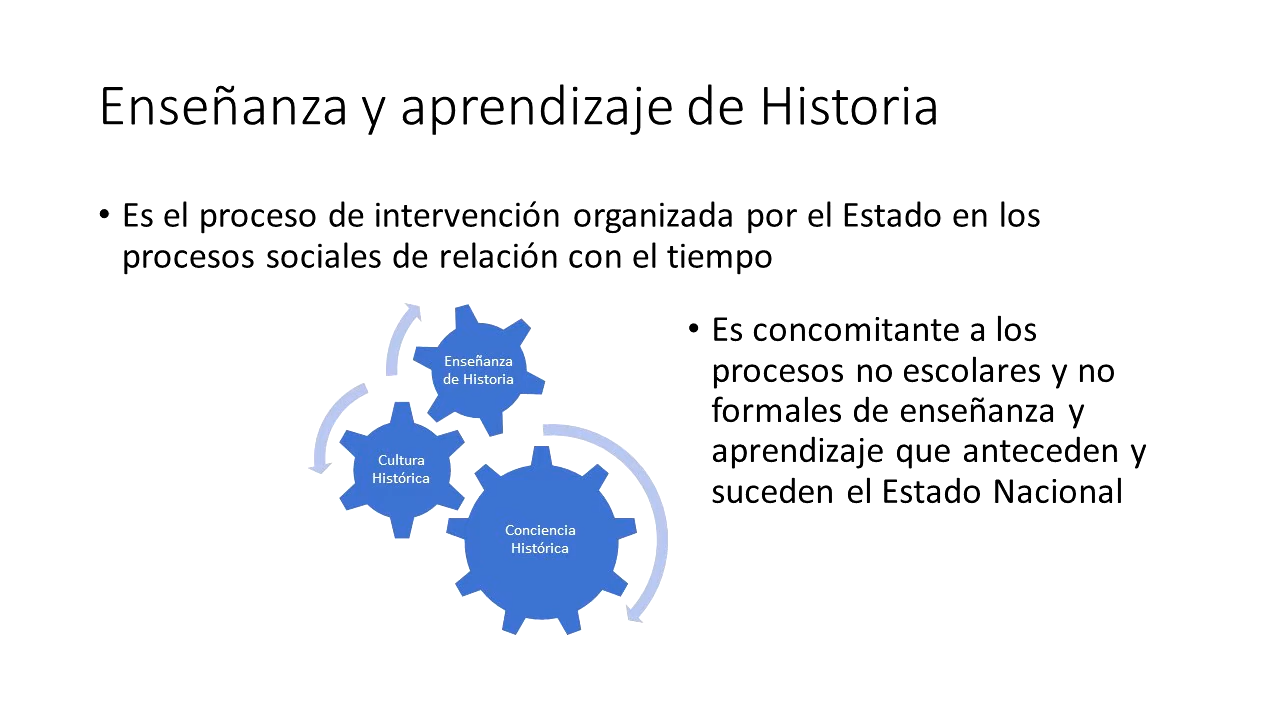 Enseñanza y aprendizaje de Historia
• Es el proceso de intervención organizada por el Estado en los
procesos sociales de relación con el tiempo
Enseñanza
de Historia
Cultura
Histórica
Conciencia
Histórica
• Es concomitante a los
procesos no escolares y no
formales de enseñanza y
aprendizaje que anteceden y
suceden el Estado Nacional